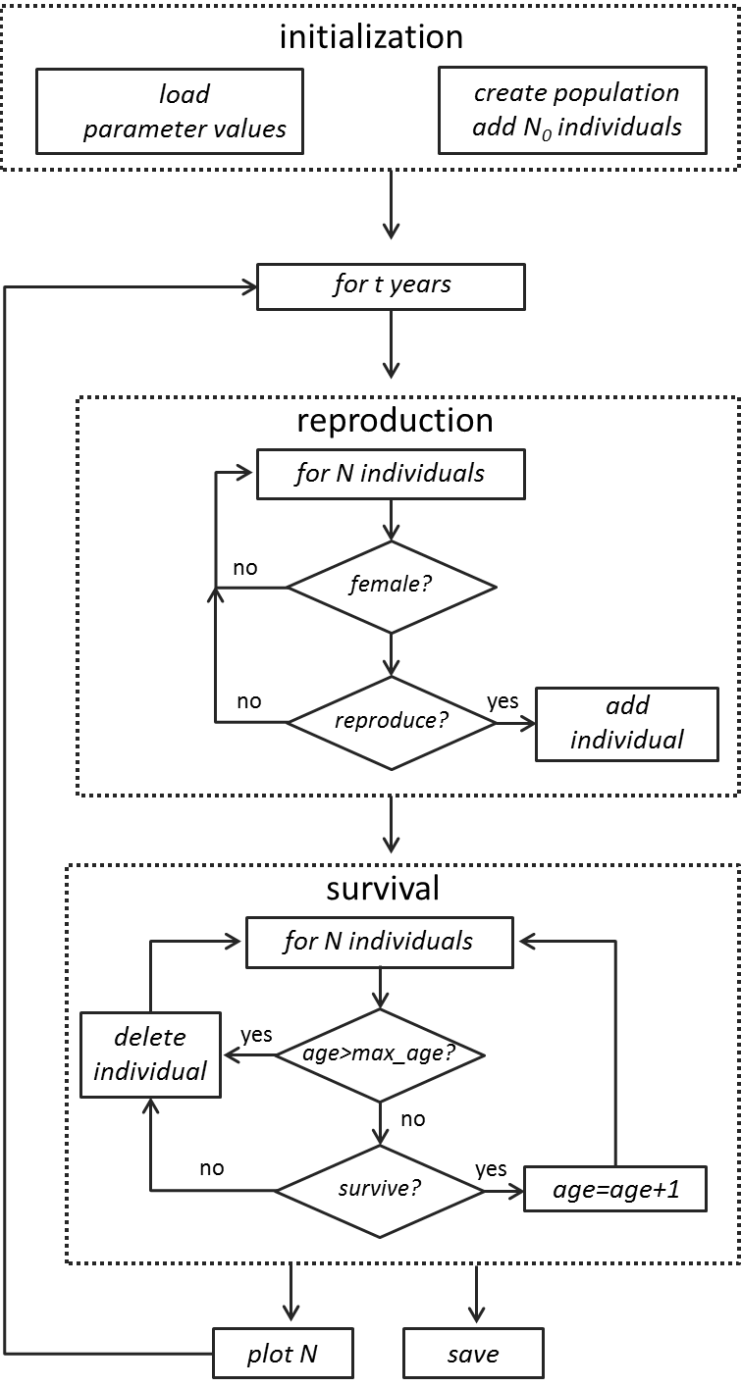 initialization
load
parameter values
create population
add N₀ individuals
for t years
reproduction
for N individuals
no
female?
no
reproduce?
yes
add
individual
survival
for N individuals
delete
individual
yes
age>max_age?
no
no
survive?
yes
age=age+1
plot N
save